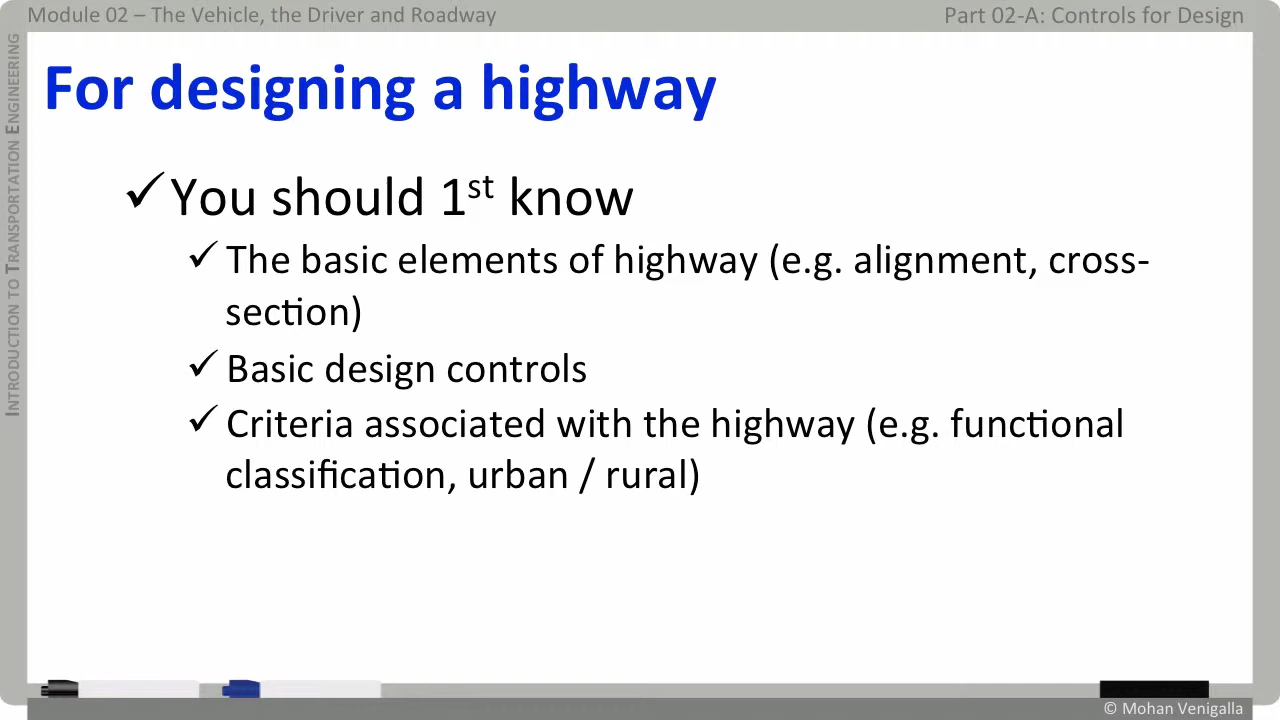 Module 02 – The Vehicle, the Driver and Roadway
Part 02-A: Controls for Design
INTRODUCTION TO TRANSPORTATION ENGINEERING
For designing a highway
✓ You should 1st know
✓ The basic elements of highway (e.g. alignment, cross-
section)
✓ Basic design controls
✓ Criteria associated with the highway (e.g. functional
classification, urban / rural)
© Mohan Venigalla